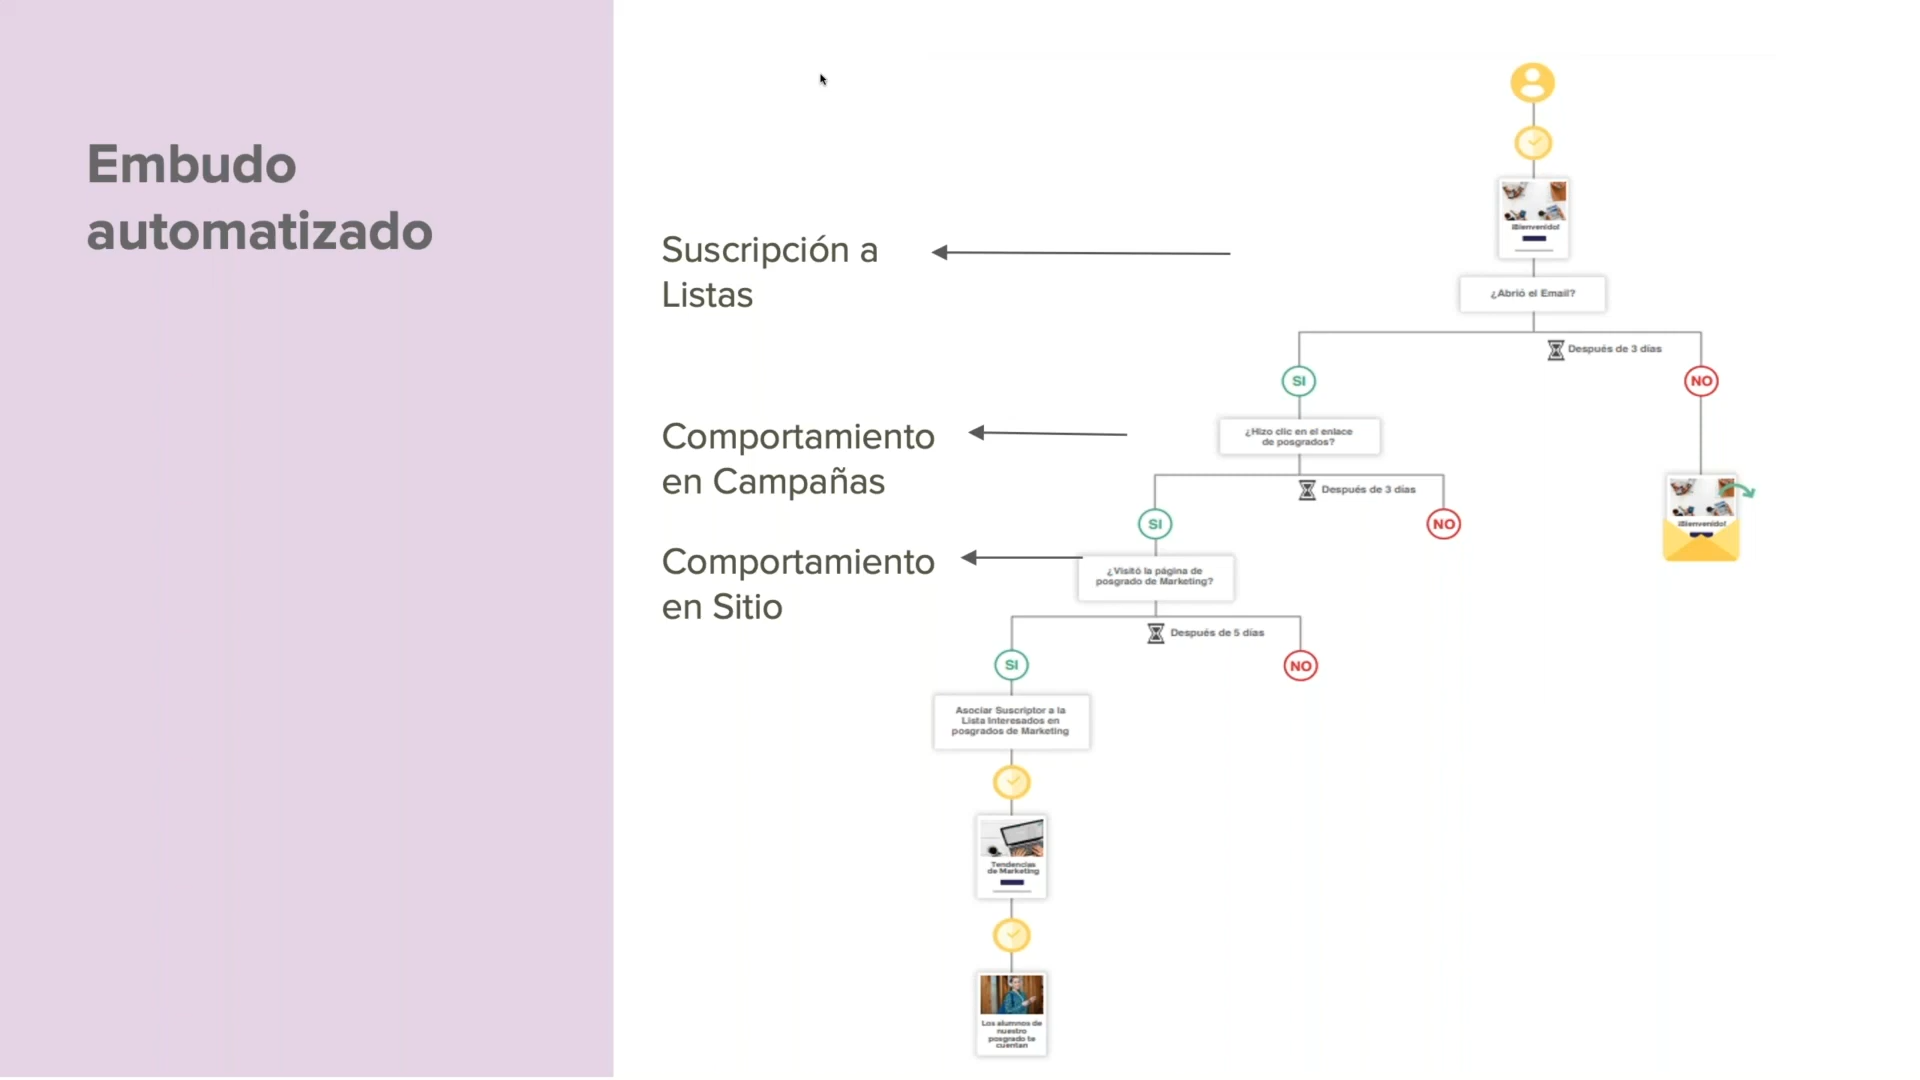 Embudo
automatizado
Suscripción a
Listas
Comportamiento
en Campañas
Comportamiento
en Sitio
¡Bienvenido!
¿Abrió el Email?
Después de 3 días
SI
NO
¿Hizo clic en el enlace
de posgrados?
Después de 3 días
SI
NO
¡Bienvenido!
¿Visitó la página de
posgrado de Marketing?
Después de 5 días
SI
NO
Asociar Suscriptor a la
Lista Interesados en
posgrados de Marketing
Tendencias
de Marketing
Los alumnos de
nuestro
posgrado te
cuentan